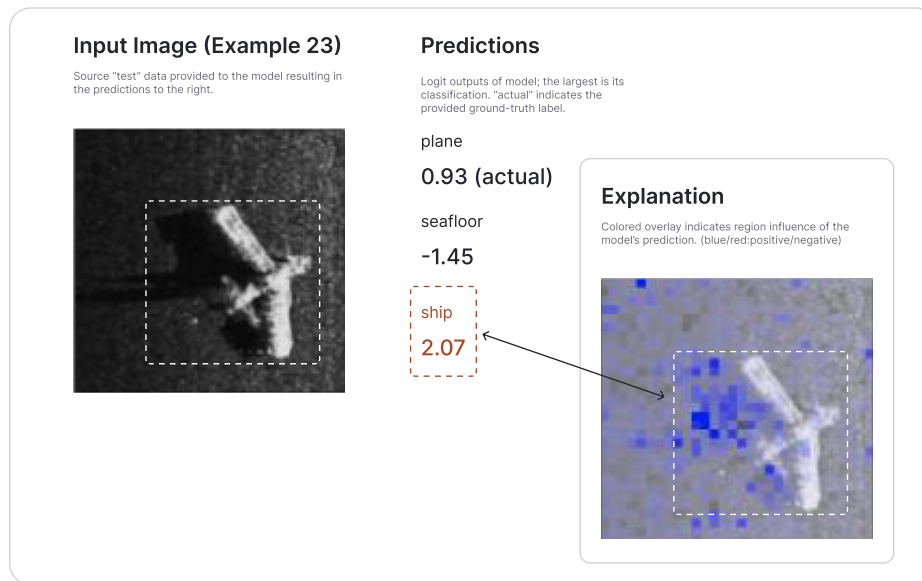 Input Image (Example 23)
Source “test” data provided to the model resulting in
the predictions to the right.
Predictions
Logit outputs of model; the largest is its
classification. “actual” indicates the
provided ground-truth label.
plane
0.93 (actual)
seafloor
-1.45
ship
2.07
Explanation
Colored overlay indicates region influence of the
model’s prediction. (blue/red:positive/negative)